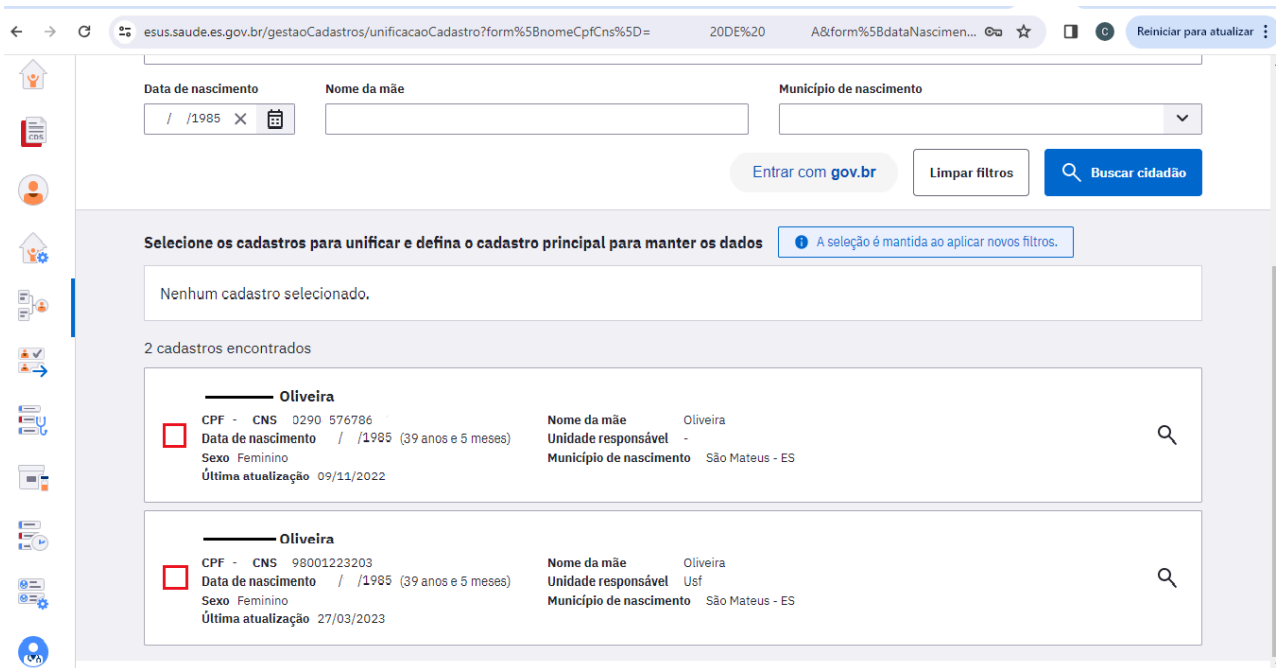 esus.saude.es.gov.br/gestaoCadastros/unificacaoCadastro?form%5BnomeCpfCns%5D= 20DE%20 A&form%5BdataNascimen...
Reiniciar para atualizar
C
CDS
Data de nascimento Nome da mãe Município de nascimento
/ /1985
Entrar com gov.br Limpar filtros Buscar cidadão
Selecione os cadastros para unificar e defina o cadastro principal para manter os dados A seleção é mantida ao aplicar novos filtros.
Nenhum cadastro selecionado.
2 cadastros encontrados
Oliveira
CPF - CNS 0290 576786 Nome da mãe Oliveira
Data de nascimento / /1985 (39 anos e 5 meses) Unidade responsável -
Sexo Feminino Município de nascimento São Mateus - ES
Última atualização 09/11/2022
Oliveira
CPF - CNS 98001223203 Nome da mãe Oliveira
Data de nascimento / /1985 (39 anos e 5 meses) Unidade responsável Usf
Sexo Feminino Município de nascimento São Mateus - ES
Última atualização 27/03/2023